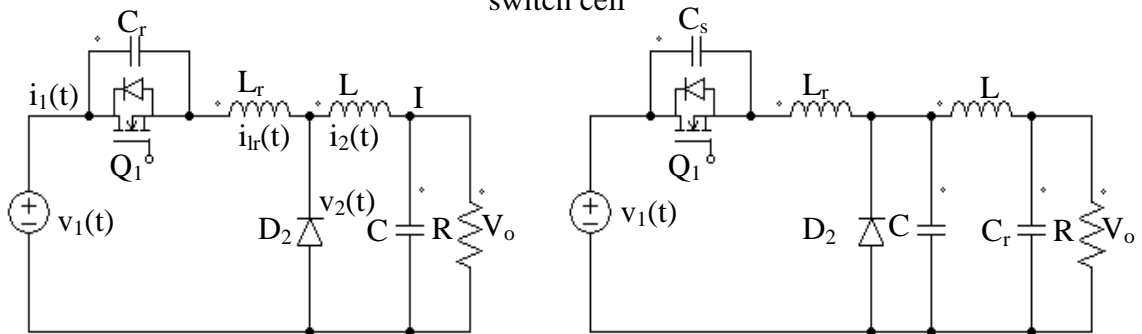 switch cell
C_r
C_s
i_1(t)
L_r
L
I
L_r
L
i_lr(t)
i_2(t)
Q_1
Q_1
v_1(t)
v_2(t)
D_2
C
R
V_o
v_1(t)
D_2
C
C_r
R
V_o